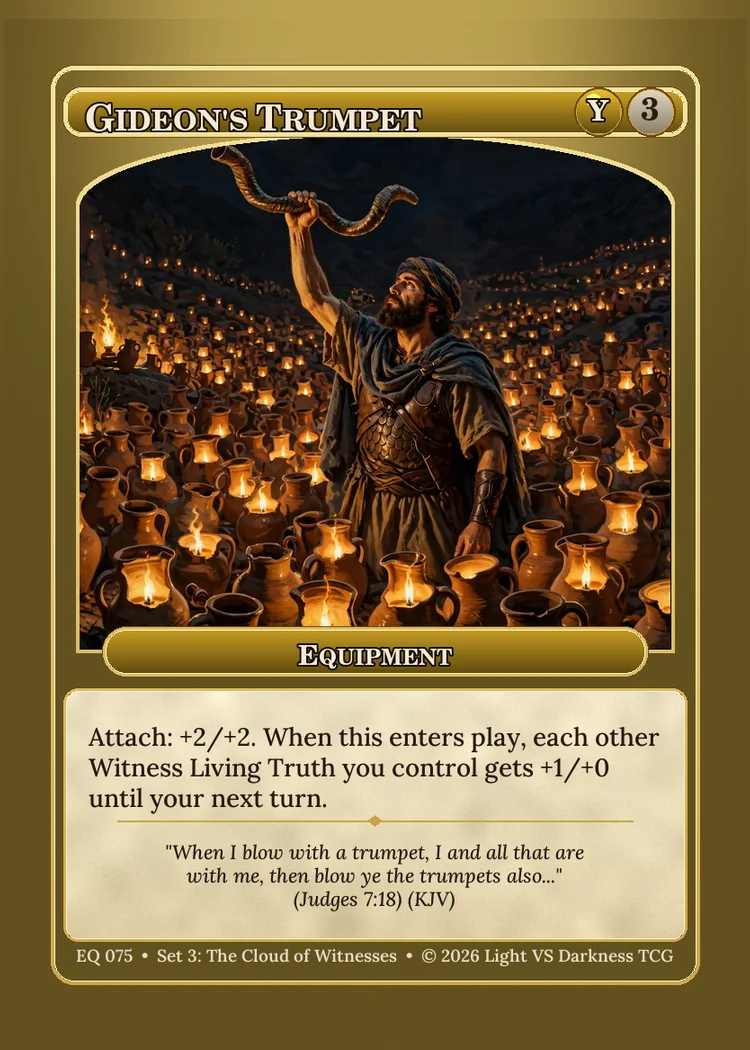 Gideon's Trumpet Y 3
Equipment
Attach: +2/+2. When this enters play, each other
Witness Living Truth you control gets +1/+0
until your next turn.
"When I blow with a trumpet, I and all that are
with me, then blow ye the trumpets also..."
(Judges 7:18) (KJV)
EQ 075 • Set 3: The Cloud of Witnesses • © 2026 Light VS Darkness TCG